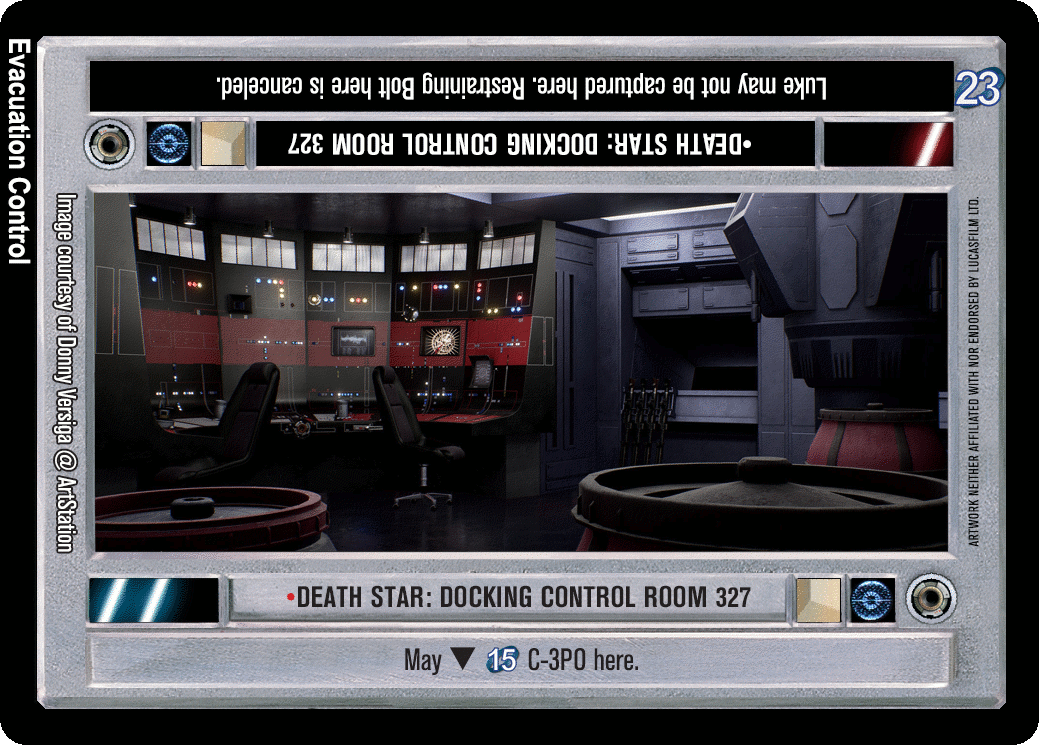 Evacuation Control
Luke may not be captured here. Restraining Bolt here is canceled.
23
•DEATH STAR: DOCKING CONTROL ROOM 327
Image courtesy of Donny Versiga @ ArtStation
ARTWORK NEITHER AFFILIATED WITH NOR ENDORSED BY LUCASFILM LTD.
•DEATH STAR: DOCKING CONTROL ROOM 327
May ▼ 15 C-3PO here.